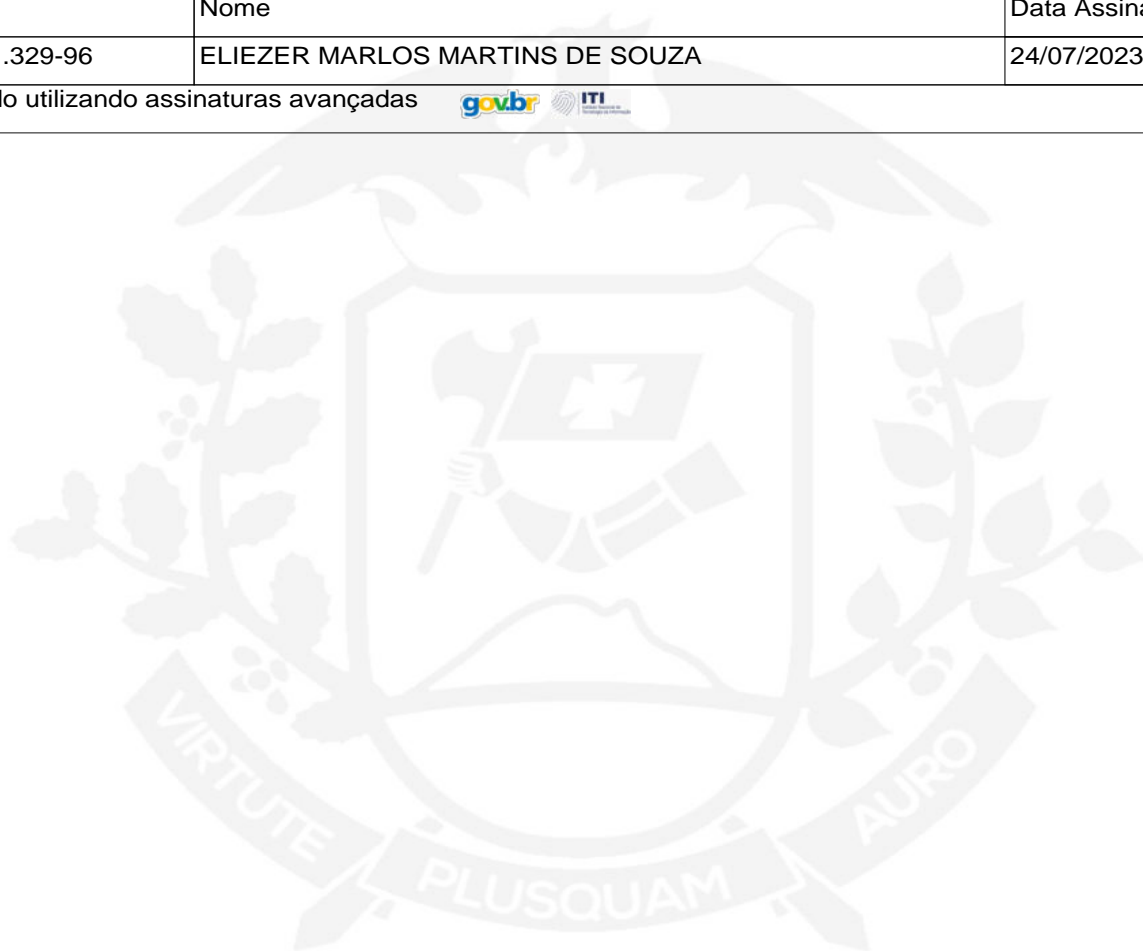 Nome
Data Assina
.329-96
ELIEZER MARLOS MARTINS DE SOUZA
24/07/2023
do utilizando assinaturas avançadas
gov.br
ITI
VIRTUTE
PLUSQUAM
AURO